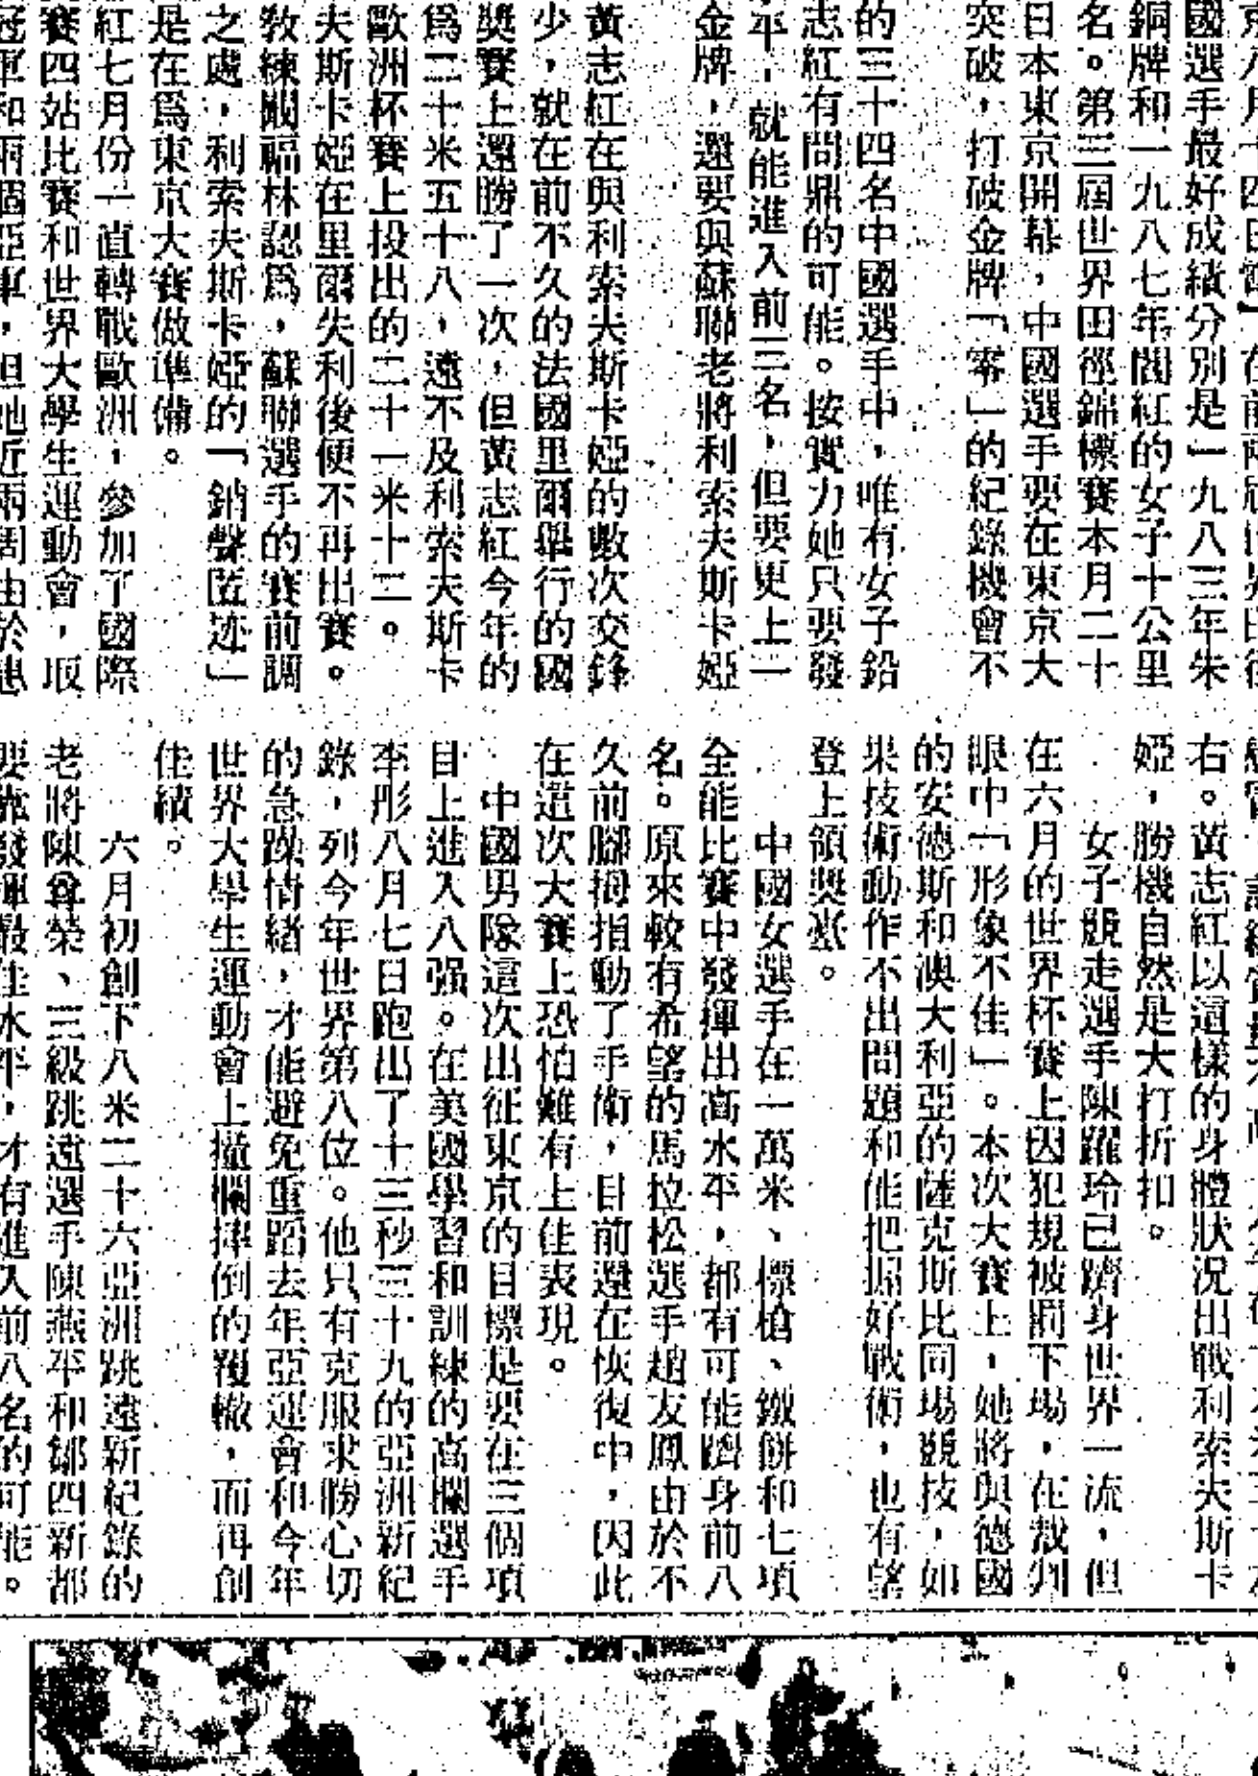 國選手最好成績分別是一九八三年朱
銅牌和一九八七年閻紅的女子十公里
名。第三屆世界田徑錦標賽本月二十
日本東京開幕，中國選手要在東京大
突破，打破金牌「零」的紀錄機會不
的三十四名中國選手中，唯有女子鉛
志紅有問鼎的可能。按實力她只要發
平，就能進入前三名，但要更上一
金牌，還要與蘇聯老將利索夫斯卡婭
黃志紅在與利索夫斯卡婭的數次交鋒
少，就在前不久的法國里爾舉行的國
獎賽上還勝了一次，但黃志紅今年的
爲二十米五十八，遠不及利索夫斯卡
歐洲杯賽上投出的二十一米十二。
夫斯卡婭在里爾失利後便不再出賽。
教練闞福林認爲，蘇聯選手的賽前調
之處，利索夫斯卡婭的「銷聲匿迹」
是在爲東京大賽做準備。
紅七月份一直轉戰歐洲，參加了國際
賽四站比賽和世界大學生運動會，取
冠軍和兩個亞軍，但她近兩周由於患
右。黃志紅以這樣的身體狀况出戰利索夫斯卡
婭，勝機自然是大打折扣。
女子競走選手陳躍玲已躋身世界一流，但
在六月的世界杯賽上因犯規被罰下場，在裁判
眼中「形象不佳」。本次大賽上，她將與德國
的安德斯和澳大利亞的薩克斯比同場競技，如
果技術動作不出問題和能把握好戰術，也有望
登上領獎臺。
中國女選手在一萬米、標槍、鐵餅和七項
全能比賽中發揮出高水平，都有可能躋身前八
名。原來較有希望的馬拉松選手趙友鳳由於不
久前腳拇指動了手術，目前還在恢復中，因此
在這次大賽上恐怕難有上佳表現。
中國男隊這次出征東京的目標是要在三個項
目上進入八强。在美國學習和訓練的高欄選手
李彤八月七日跑出了十三秒三十九的亞洲新紀
錄，列今年世界第八位。他只有克服求勝心切
的急躁情緒，才能避免重蹈去年亞運會和今年
世界大學生運動會上撞欄摔倒的覆轍，而再創
佳績。
六月初創下八米二十六亞洲跳遠新紀錄的
老將陳尊榮、三級跳遠選手陳燕平和鄒四新都
要靠發揮最佳水平，才有進入前八名的可能。